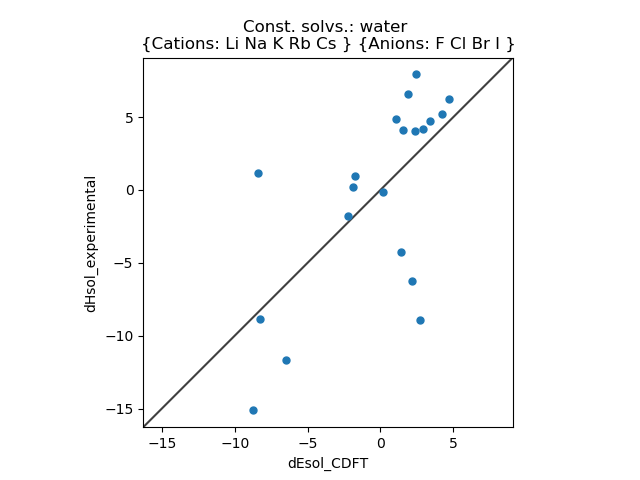 Const. solvs.: water
{Cations: Li Na K Rb Cs } {Anions: F Cl Br I }
5
0
−5
−10
−15
dHsol_experimental
−15
−10
−5
0
5
dEsol_CDFT